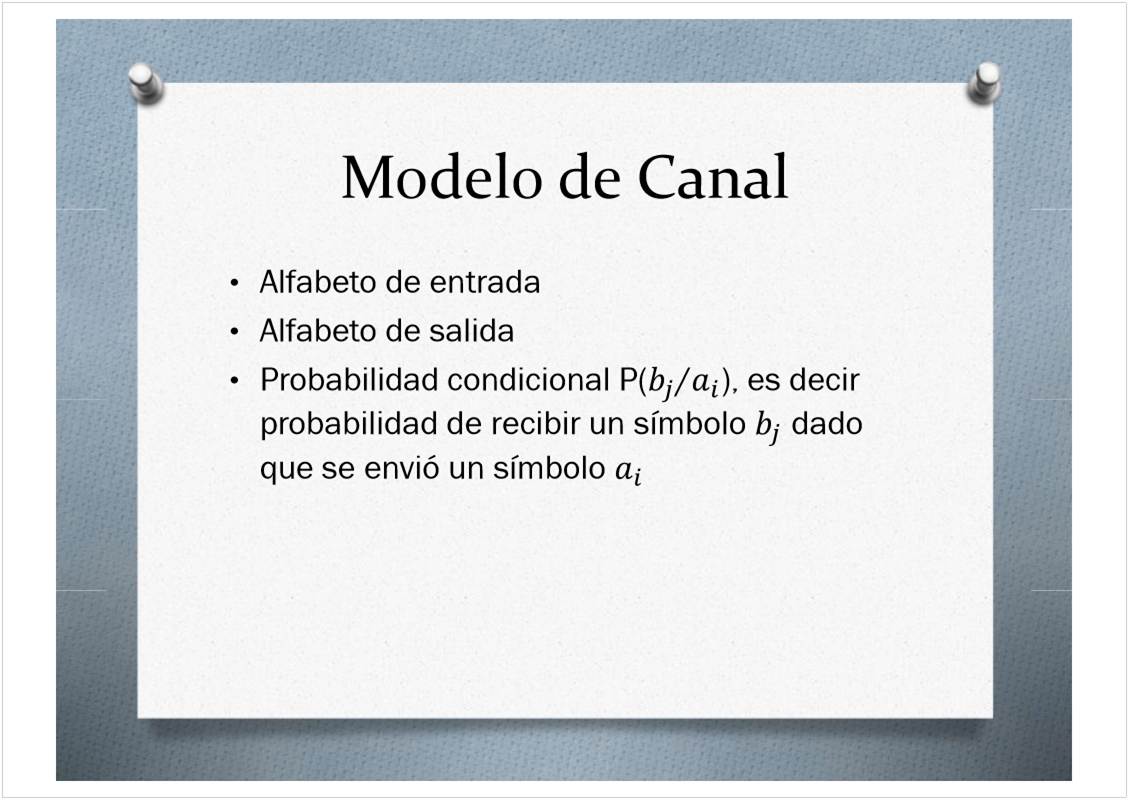 Modelo de Canal
• Alfabeto de entrada
• Alfabeto de salida
• Probabilidad condicional P(b_j/a_i), es decir
probabilidad de recibir un símbolo b_j dado
que se envió un símbolo a_i